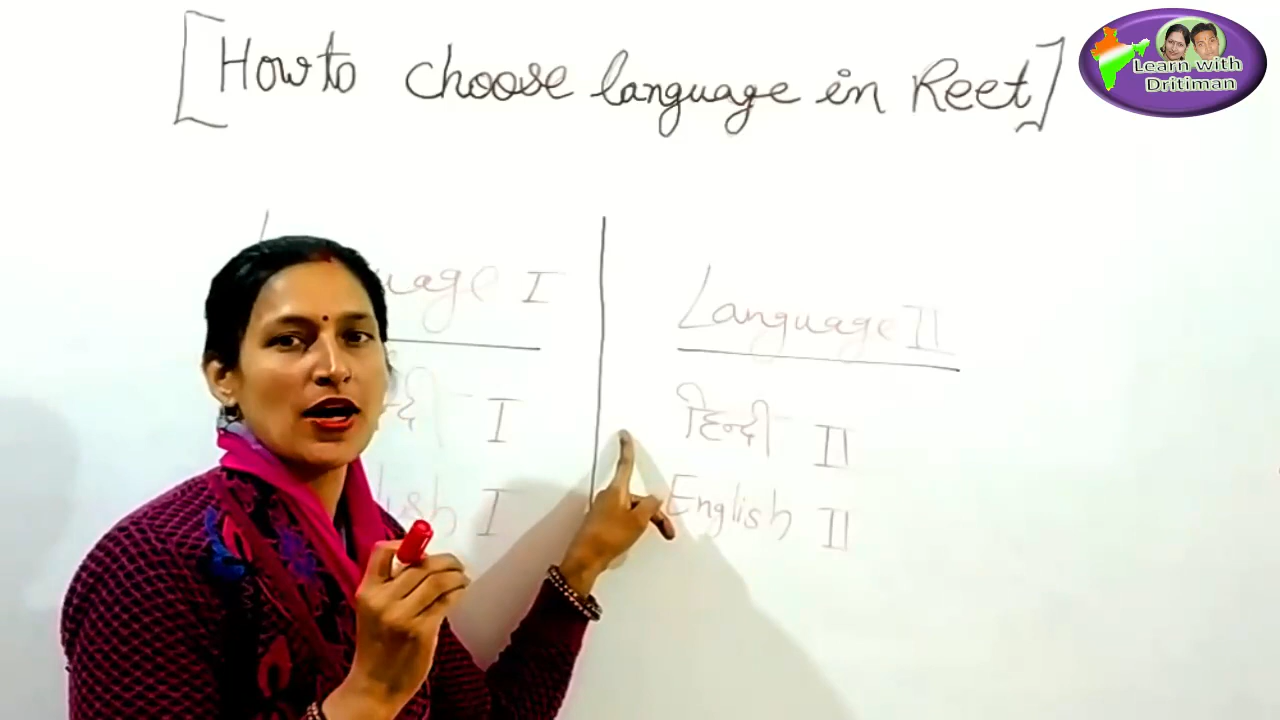 [How to choose language in Reet]
Learn with
Dritiman
I
I
I
Language II
हिन्दी II
English II